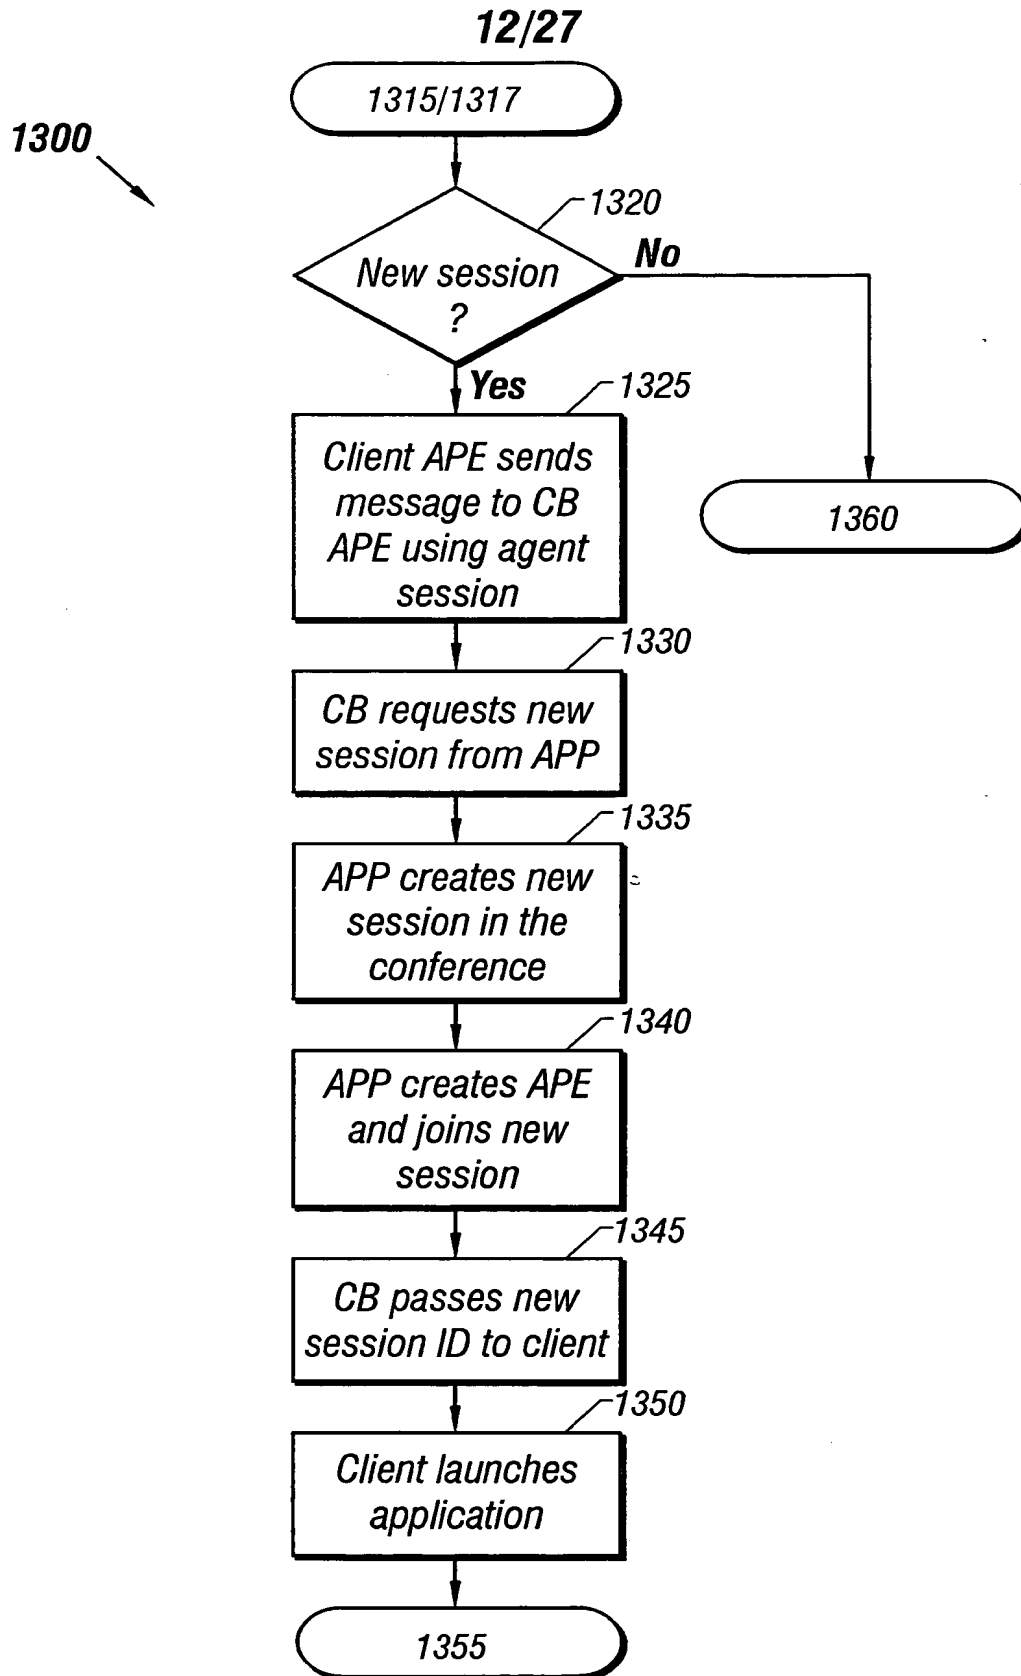 12/27
1315/1317
1300
1320
New session
?
No
Yes
1325
Client APE sends
message to CB
APE using agent
session
1360
1330
CB requests new
session from APP
1335
APP creates new
session in the
conference
1340
APP creates APE
and joins new
session
1345
CB passes new
session ID to client
1350
Client launches
application
1355